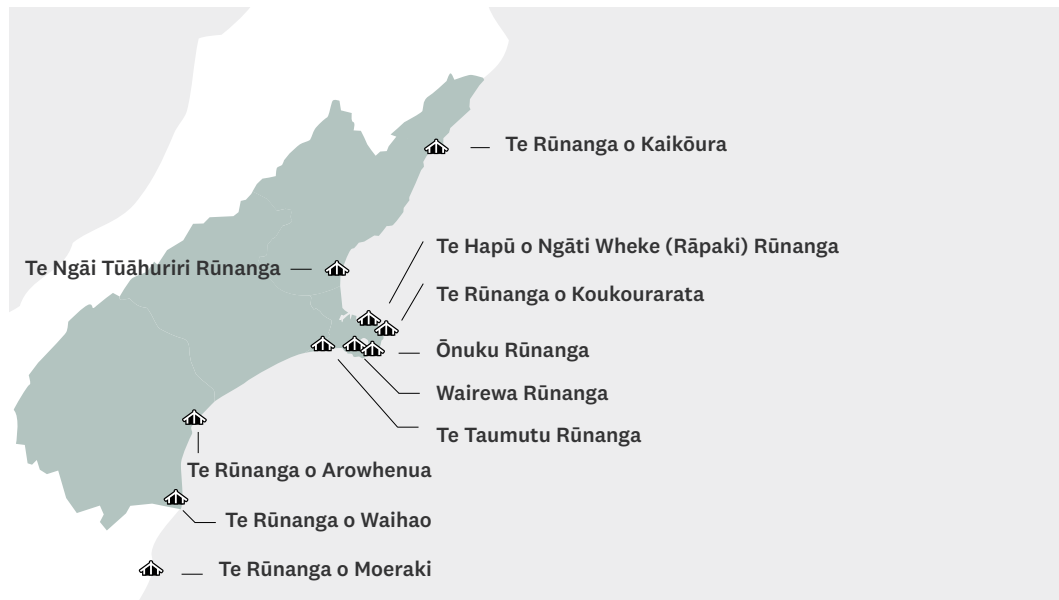 Te Rūnanga o Kaikōura
Te Hapū o Ngāti Wheke (Rāpaki) Rūnanga
Te Ngāi Tūāhuriri Rūnanga
Te Rūnanga o Koukourarata
Ōnuku Rūnanga
Wairewa Rūnanga
Te Taumutu Rūnanga
Te Rūnanga o Arowhenua
Te Rūnanga o Waihao
Te Rūnanga o Moeraki